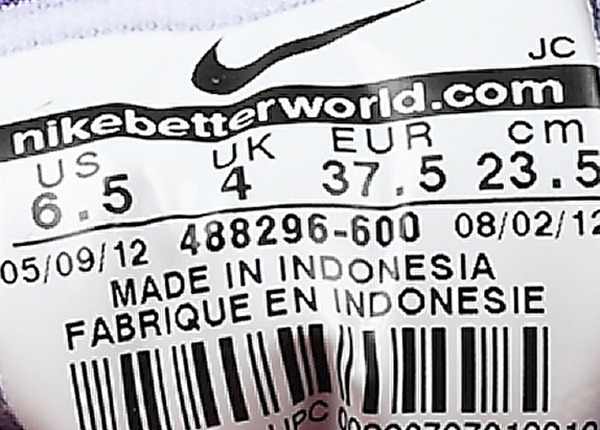 JC
nikebetterworld.com
US UK EUR cm
6.5 4 37.5 23.5
05/09/12 488296-600 08/02/12
MADE IN INDONESIA
FABRIQUE EN INDONESIE
UPC